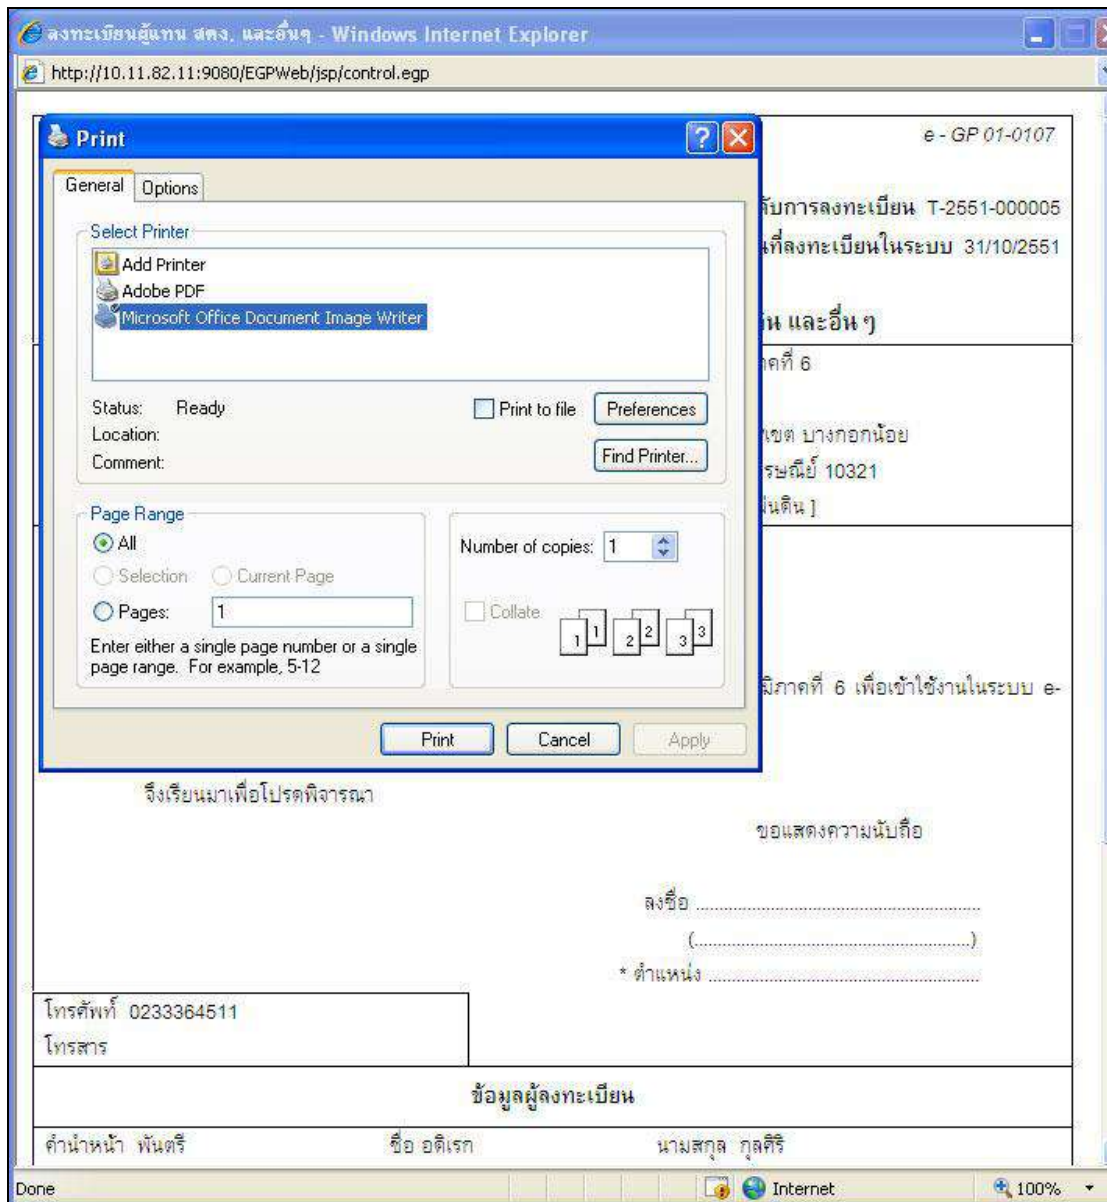 ลงทะเบียนผู้แทน สตง. และอื่นๆ - Windows Internet Explorer
http://10.11.82.11:9080/EGPWeb/jsp/control.egp
e - GP 01-0107
Print
General Options
ับการลงทะเบียน T-2551-000005
Select Printer
ที่ลงทะเบียนในระบบ 31/10/2551
Add Printer
Adobe PDF
Microsoft Office Document Image Writer
และอื่น ๆ
าคที่ 6
Status: Ready
Print to file Preferences
Location:
เขต บางกอกน้อย
Comment:
Find Printer...
รษณีย์ 10321
นดิน ]
Page Range
All
Number of copies: 1
Selection Current Page
Pages: 1
Collate
1 1 2 2 3 3
Enter either a single page number or a single
page range. For example, 5-12
มิภาคที่ 6 เพื่อเข้าใช้งานในระบบ e-
Print Cancel Apply
จึงเรียนมาเพื่อโปรดพิจารณา
ขอแสดงความนับถือ
ลงชื่อ ............................................................
(..........................................................)
* ตำแหน่ง .........................................................
โทรศัพท์ 0233364511
โทรสาร
ข้อมูลผู้ลงทะเบียน
คำนำหน้า พันตรี ชื่อ อดิเรก นามสกุล กุลศิริ
Done Internet 100%